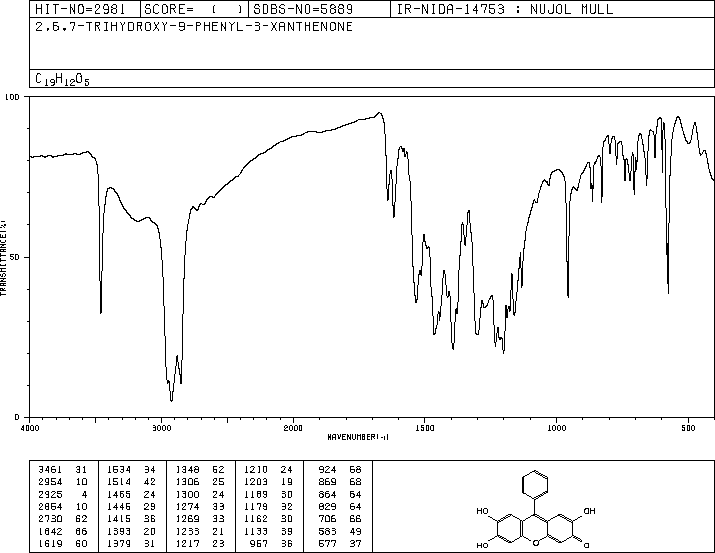 HIT-NO=2981 SCORE= ( ) SDBS-NO=5889 IR-NIDA-14753 : NUJOL MULL
2.6.7-TRIHYDROXY-9-PHENYL-3-XANTHENONE
C19H12O5
100
50
0
TRANSMITTANCE(%)
4000 3000 2000 1500 1000 500
WAVENUMBER(-1)
3461 31 1534 34 1348 52 1210 24 924 68
2954 10 1514 42 1306 25 1203 19 869 68
2925 4 1465 24 1300 24 1189 30 864 64
2854 10 1446 29 1274 33 1179 32 829 64
2730 62 1415 36 1269 33 1162 30 706 66
1642 66 1393 20 1233 21 1133 39 583 49
1619 60 1379 31 1217 23 957 36 577 37
HO OH
HO O O